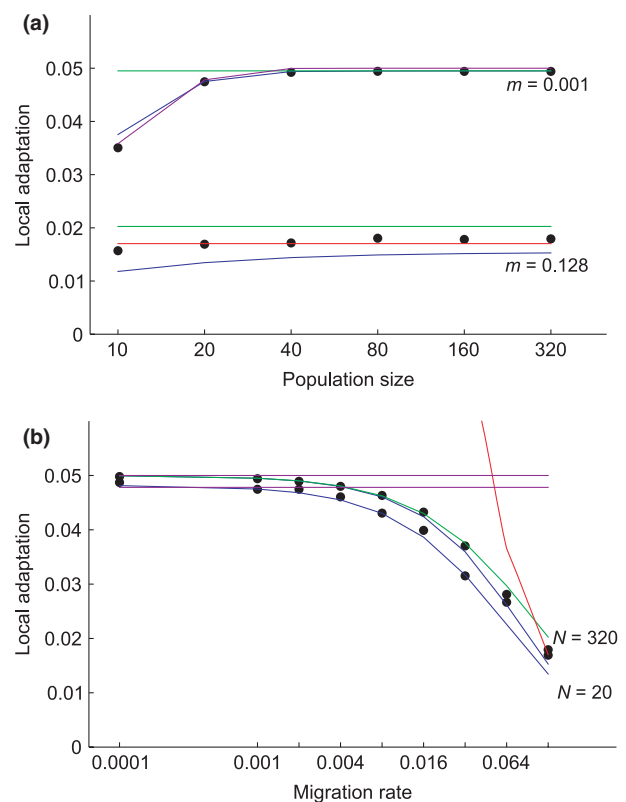 (a)
0.05
0.04
0.03
0.02
0.01
0
Local adaptation
m = 0.001
m = 0.128
10 20 40 80 160 320
Population size
(b)
0.05
0.04
0.03
0.02
0.01
0
Local adaptation
N = 320
N = 20
0.0001 0.001 0.004 0.016 0.064
Migration rate